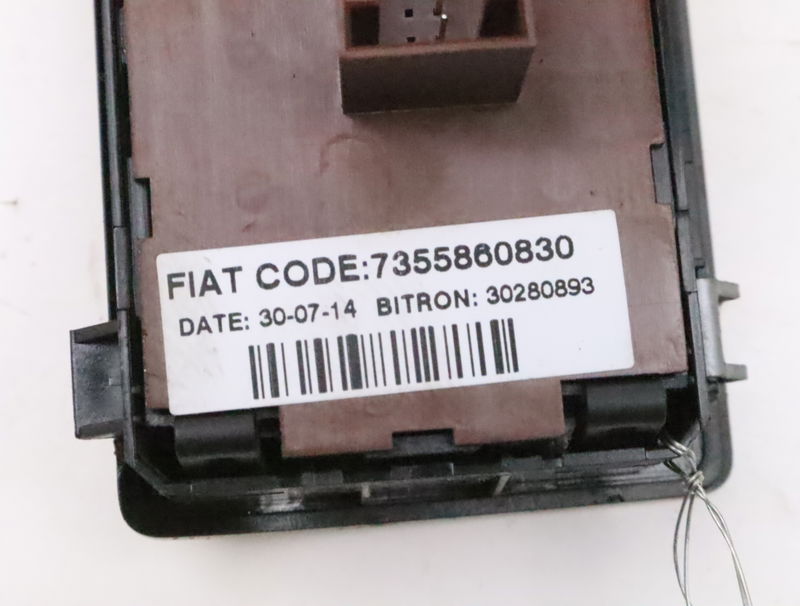 FIAT CODE:7355860830
DATE: 30-07-14 BITRON: 30280893